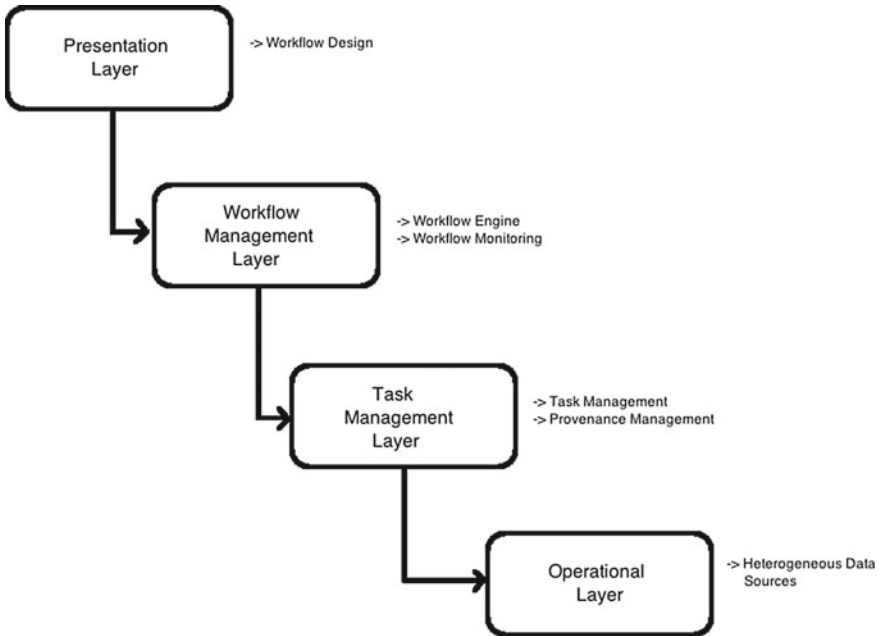 Presentation
Layer
-> Workflow Design
Workflow
Management
Layer
-> Workflow Engine
-> Workflow Monitoring
Task
Management
Layer
-> Task Management
-> Provenance Management
Operational
Layer
-> Heterogeneous Data
Sources